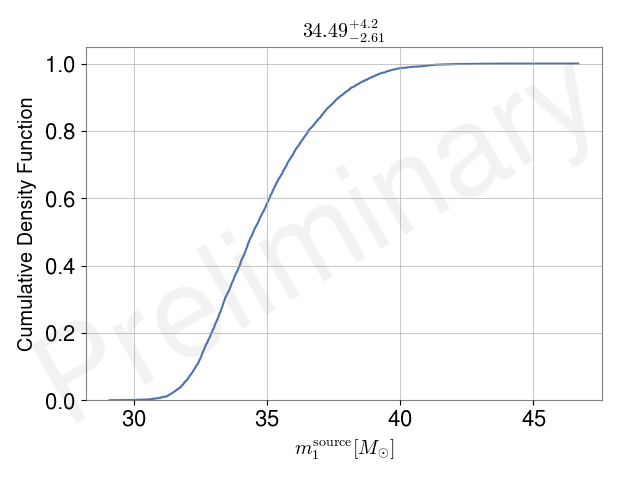 34.49^{+4.2}_{-2.61}
Cumulative Density Function
1.0
0.8
0.6
0.4
0.2
0.0
30 35 40 45
m_1^{source}[M_⊙]
Preliminary